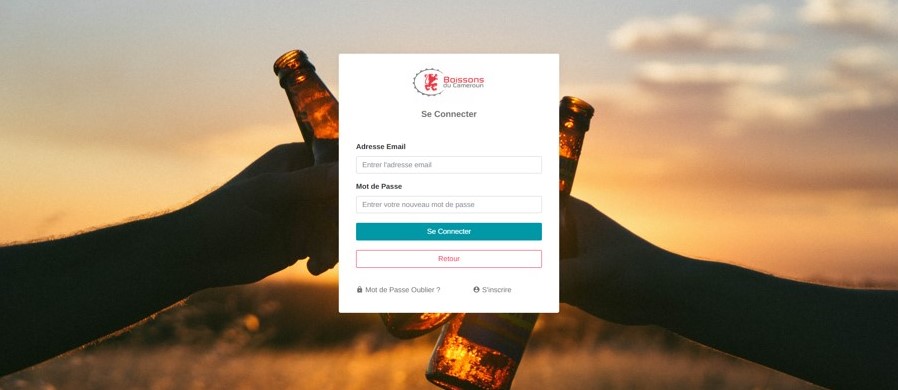 Boissons
du Cameroun
Se Connecter
Adresse Email
Entrer l'adresse email
Mot de Passe
Entrer votre nouveau mot de passe
Se Connecter
Retour
Mot de Passe Oublier ? S'inscrire